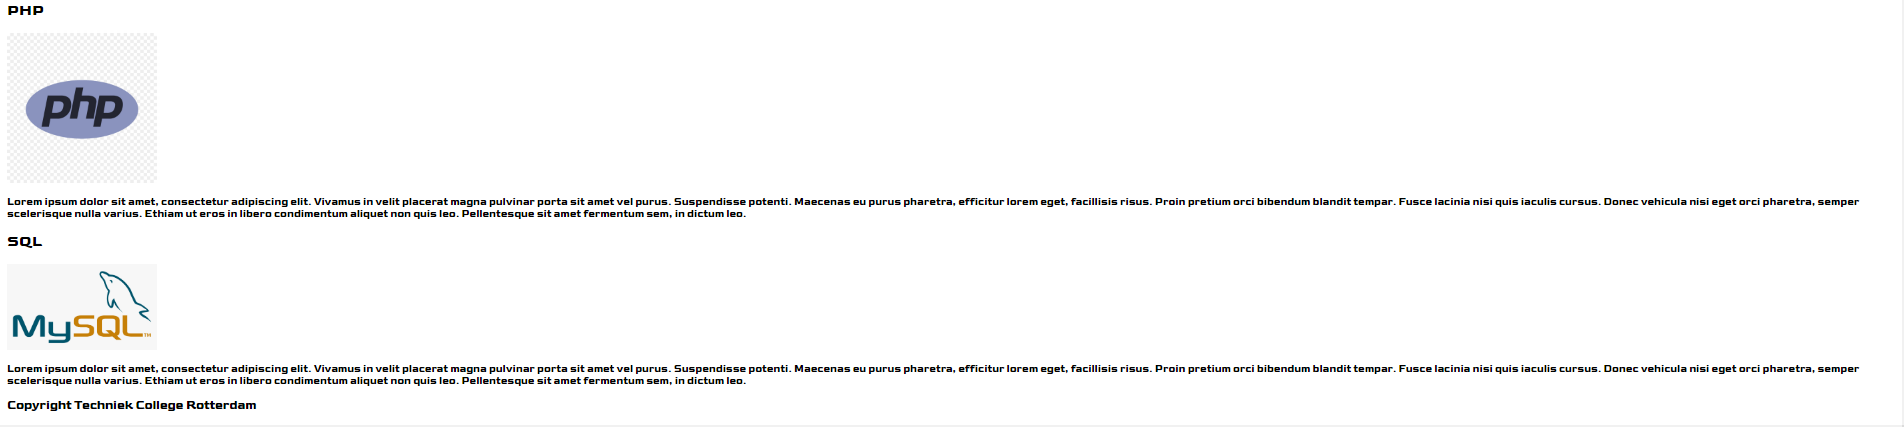 PHP
php
Lorem ipsum dolor sit amet, consectetur adipiscing elit. Vivamus in velit placerat magna pulvinar porta sit amet vel purus. Suspendisse potenti. Maecenas eu purus pharetra, efficitur lorem eget, facillisis risus. Proin pretium orci bibendum blandit tempar. Fusce lacinia nisi quis iaculis cursus. Donec vehicula nisi eget orci pharetra, semper
scelerisque nulla varius. Ethiam ut eros in libero condimentum aliquet non quis leo. Pellentesque sit amet fermentum sem, in dictum leo.
SQL
MySQL™
Lorem ipsum dolor sit amet, consectetur adipiscing elit. Vivamus in velit placerat magna pulvinar porta sit amet vel purus. Suspendisse potenti. Maecenas eu purus pharetra, efficitur lorem eget, facillisis risus. Proin pretium orci bibendum blandit tempar. Fusce lacinia nisi quis iaculis cursus. Donec vehicula nisi eget orci pharetra, semper
scelerisque nulla varius. Ethiam ut eros in libero condimentum aliquet non quis leo. Pellentesque sit amet fermentum sem, in dictum leo.
Copyright Techniek College Rotterdam